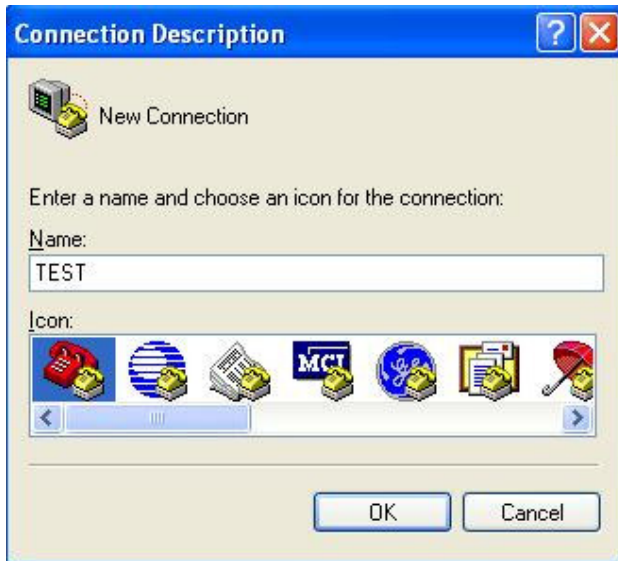 Connection Description
New Connection
Enter a name and choose an icon for the connection:
Name:
TEST
Icon:
MCI
OK
Cancel